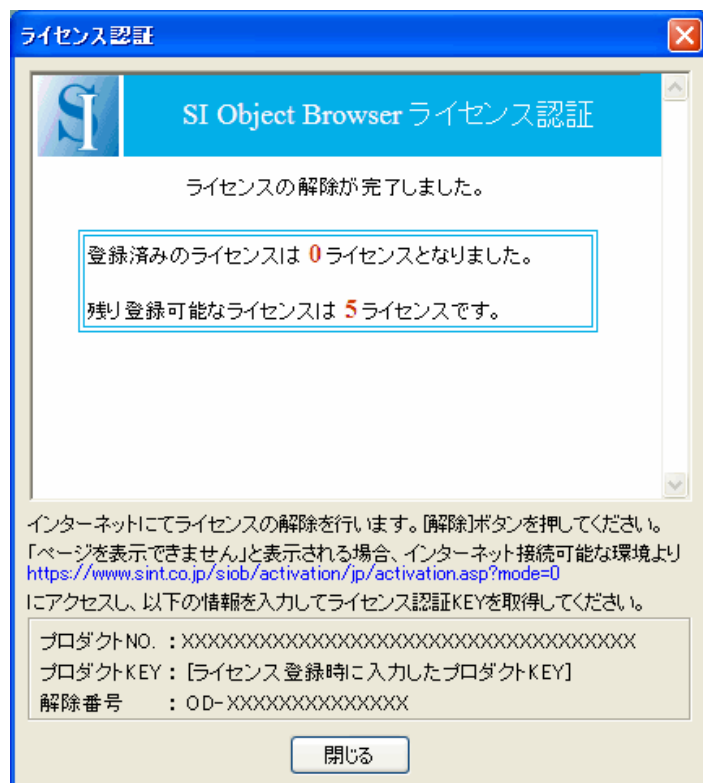 ライセンス認証
SI
SI Object Browser ライセンス認証
ライセンスの解除が完了しました。
登録済みのライセンスは 0 ライセンスとなりました。
残り登録可能なライセンスは 5 ライセンスです。
インターネットにてライセンスの解除を行います。[解除]ボタンを押してください。
「ページを表示できません」と表示される場合、インターネット接続可能な環境より
https://www.sint.co.jp/siob/activation/jp/activation.asp?mode=0
にアクセスし、以下の情報を入力してライセンス認証KEYを取得してください。
プロダクトNO. : XXXXXXXXXXXXXXXXXXXXXXXXXXXXXXXXXXX
プロダクトKEY : [ライセンス登録時に入力したプロダクトKEY]
解除番号 : OD-XXXXXXXXXXXXXX
閉じる